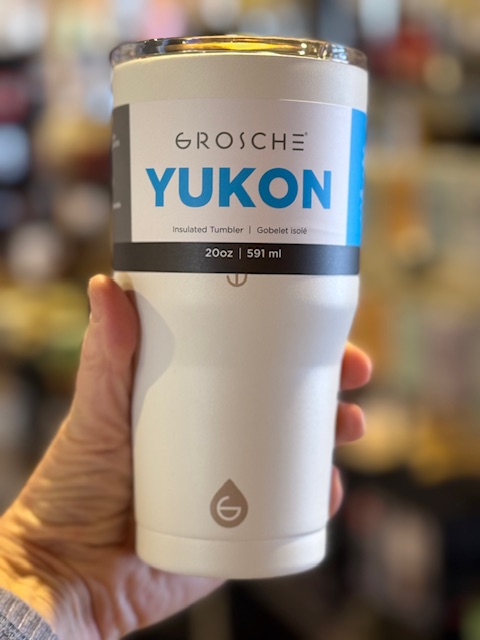 GROSCHE®
YUKON
Insulated Tumbler | Gobelet isolé
20oz | 591 ml